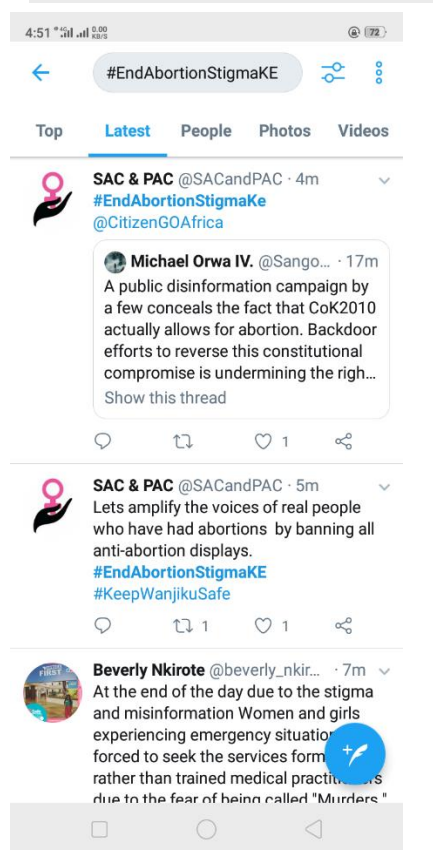 4:51
0.00
KB/S
72
#EndAbortionStigmaKE
Top Latest People Photos Videos
SAC & PAC @SACandPAC · 4m
#EndAbortionStigmaKe
@CitizenGOAfrica
Michael Orwa IV. @Sango... · 17m
A public disinformation campaign by
a few conceals the fact that CoK2010
actually allows for abortion. Backdoor
efforts to reverse this constitutional
compromise is undermining the righ...
Show this thread
1
SAC & PAC @SACandPAC · 5m
Lets amplify the voices of real people
who have had abortions by banning all
anti-abortion displays.
#EndAbortionStigmaKE
#KeepWanjikuSafe
1 1
FIRST
Beverly Nkirote @beverly_nkir... · 7m
At the end of the day due to the stigma
and misinformation Women and girls
experiencing emergency situation
forced to seek the services form
rather than trained medical
due to the fear of being called "Murders "